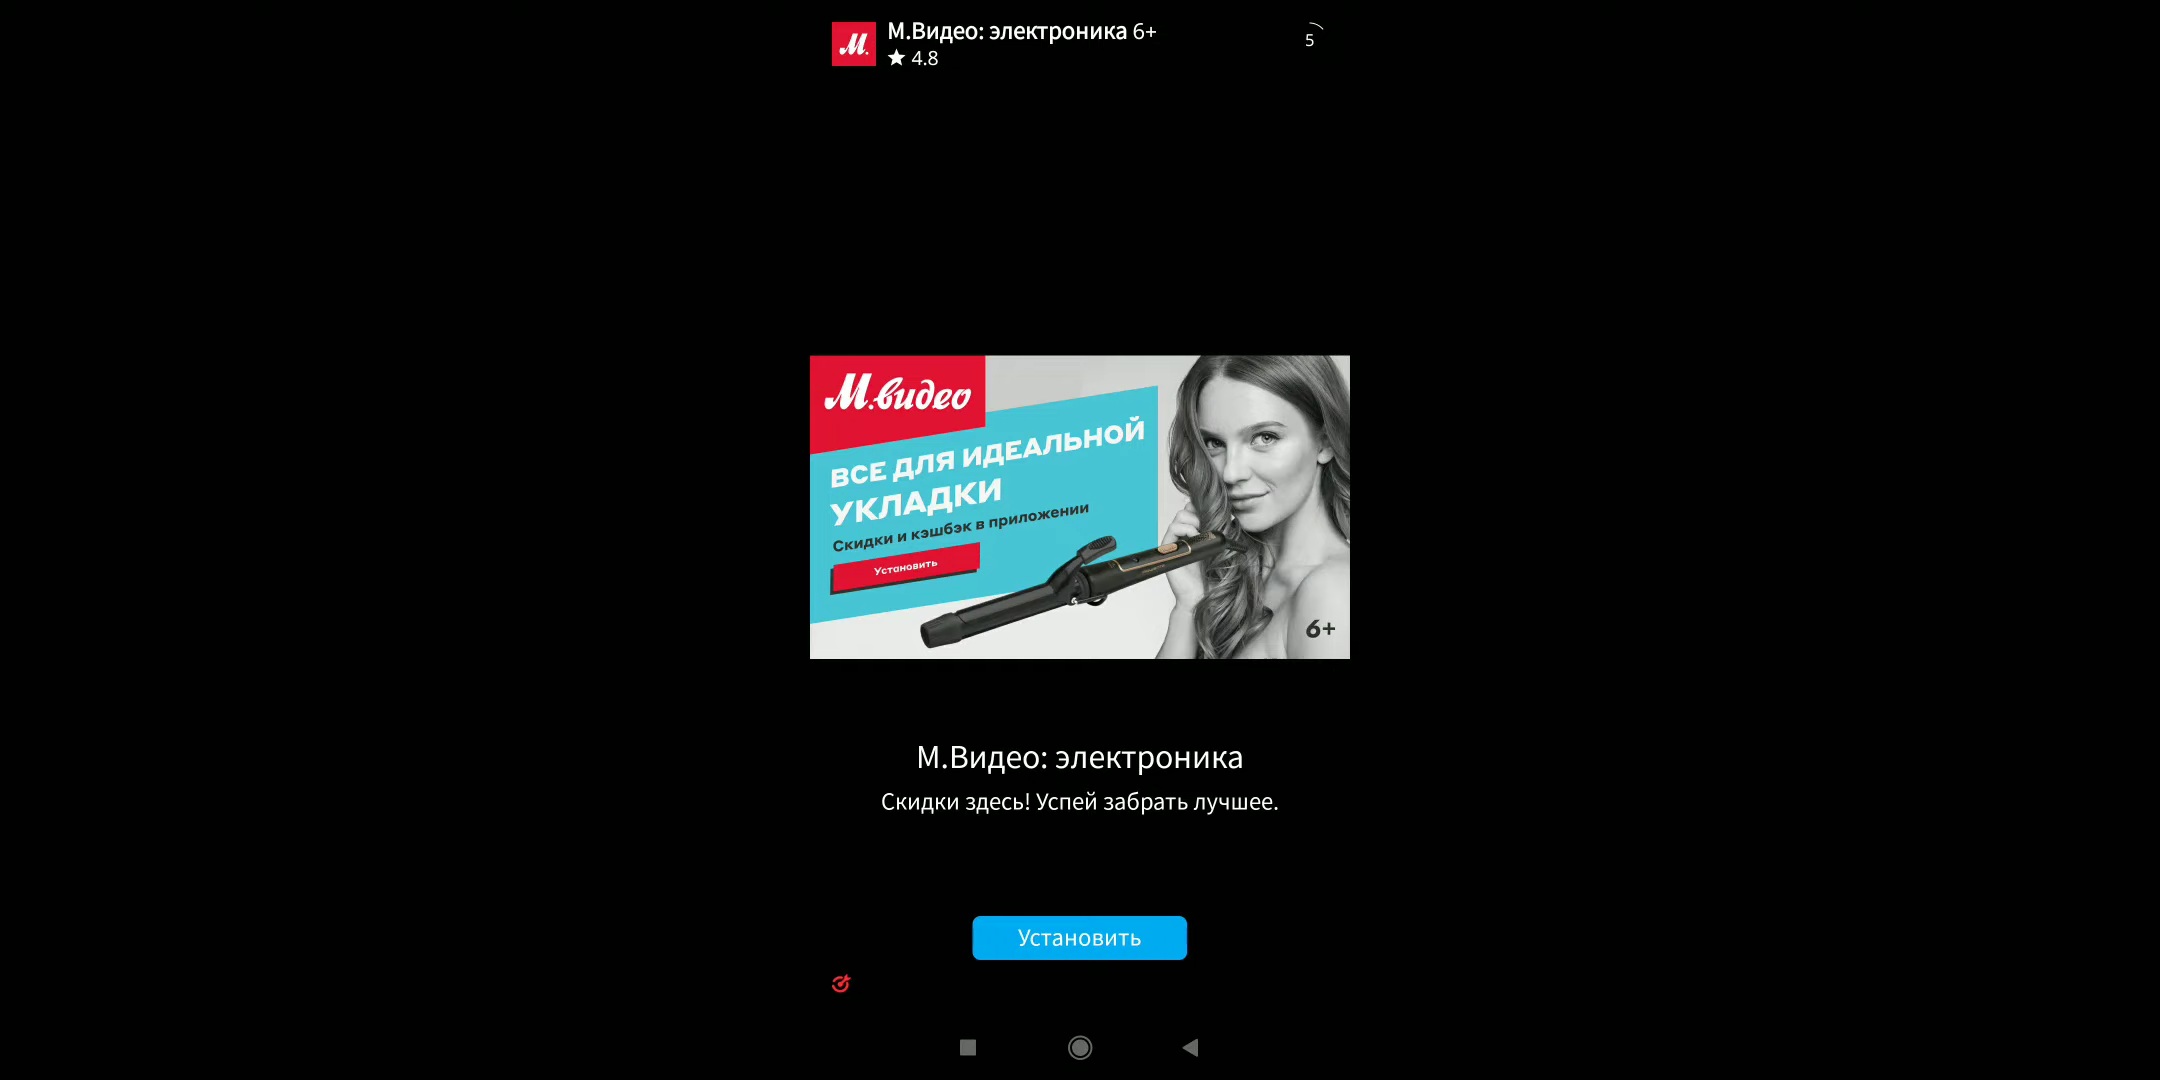 М.Видео: электроника 6+
★ 4.8
5
М.видео
ВСЕ ДЛЯ ИДЕАЛЬНОЙ
УКЛАДКИ
Скидки и кэшбэк в приложении
Установить
6+
М.Видео: электроника
Скидки здесь! Успей забрать лучшее.
Установить